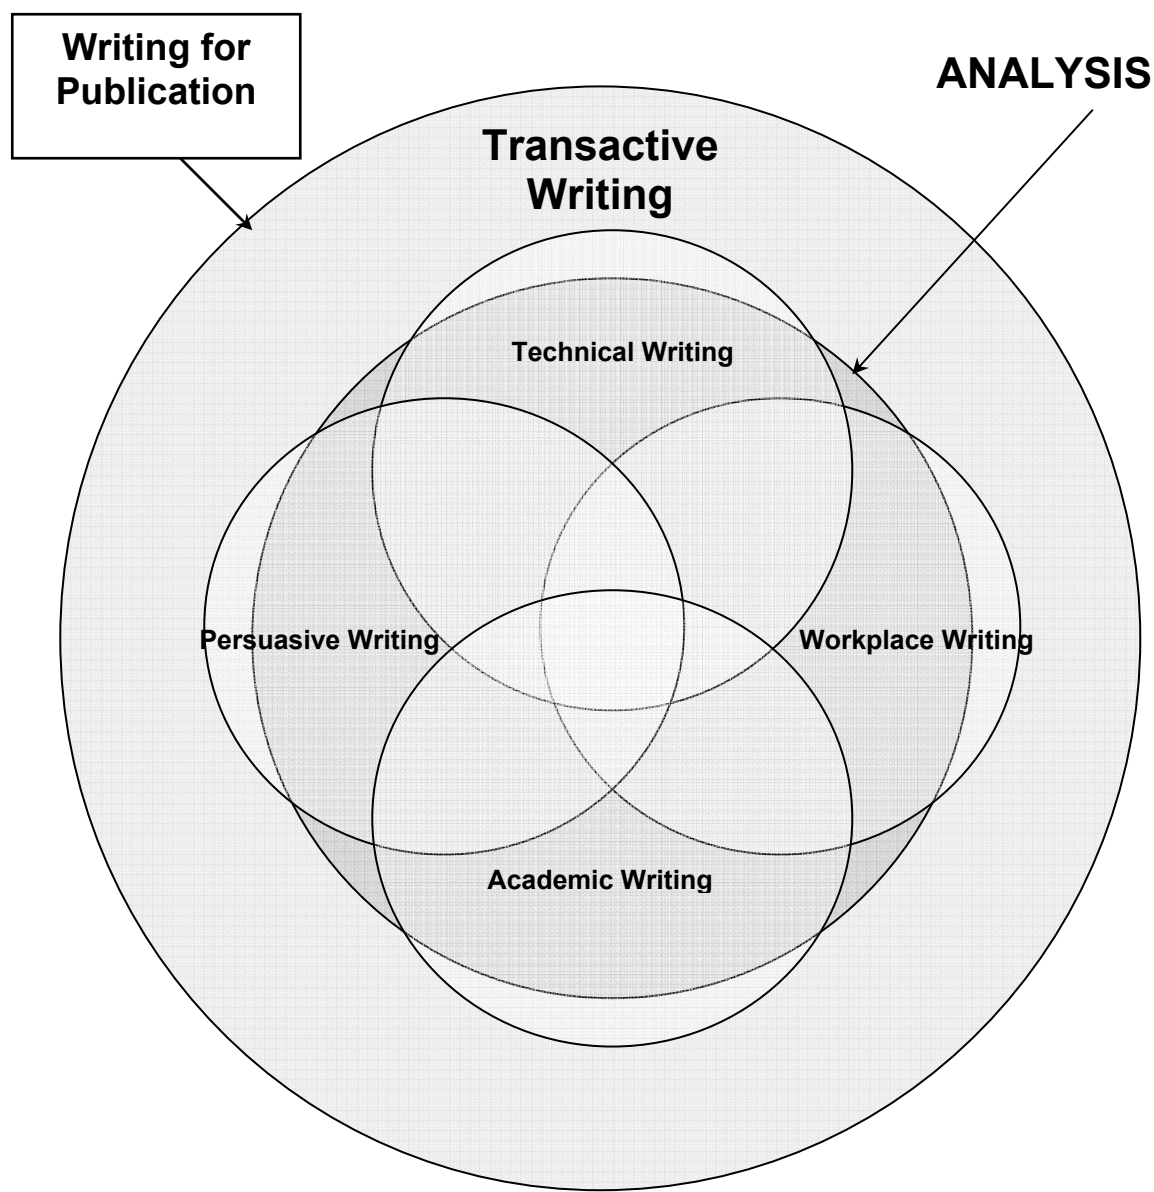 Writing for
Publication
ANALYSIS
Transactive
Writing
Technical Writing
Persuasive Writing
Workplace Writing
Academic Writing